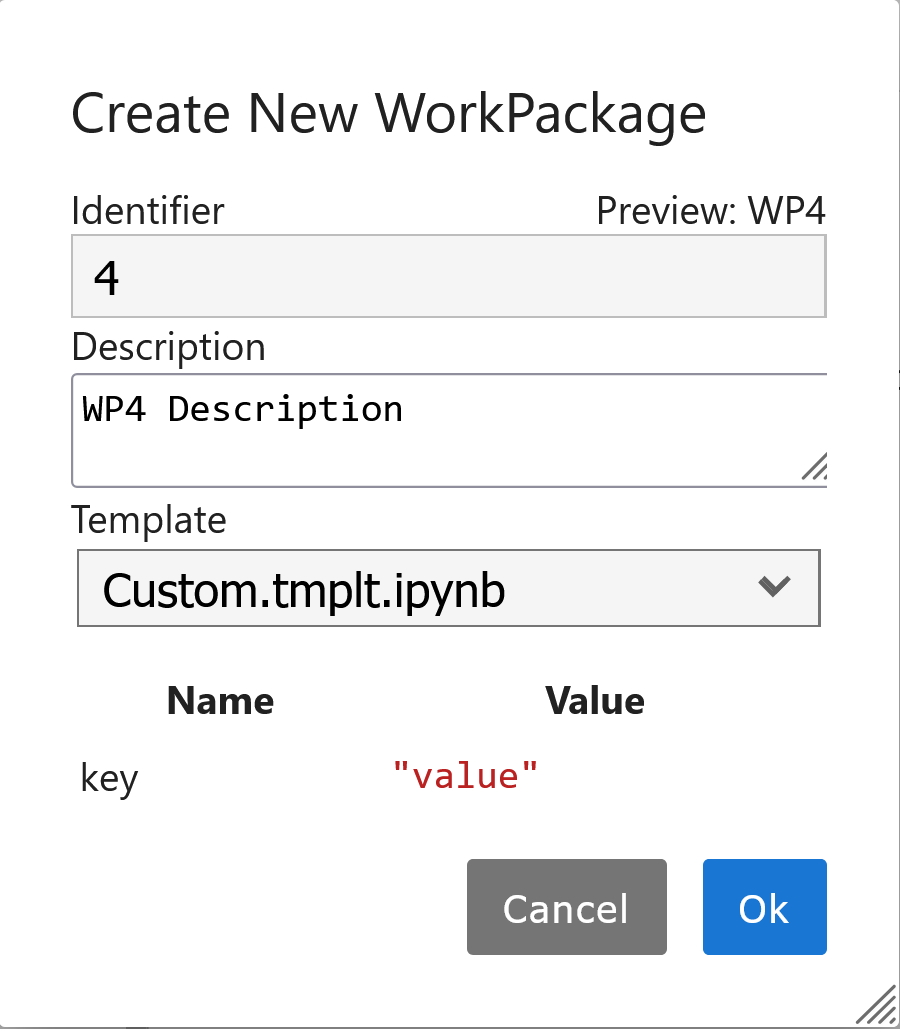 Create New WorkPackage
Identifier Preview: WP4
4
Description
WP4 Description
Template
Custom.tmplt.ipynb
Name Value
key "value"
Cancel Ok